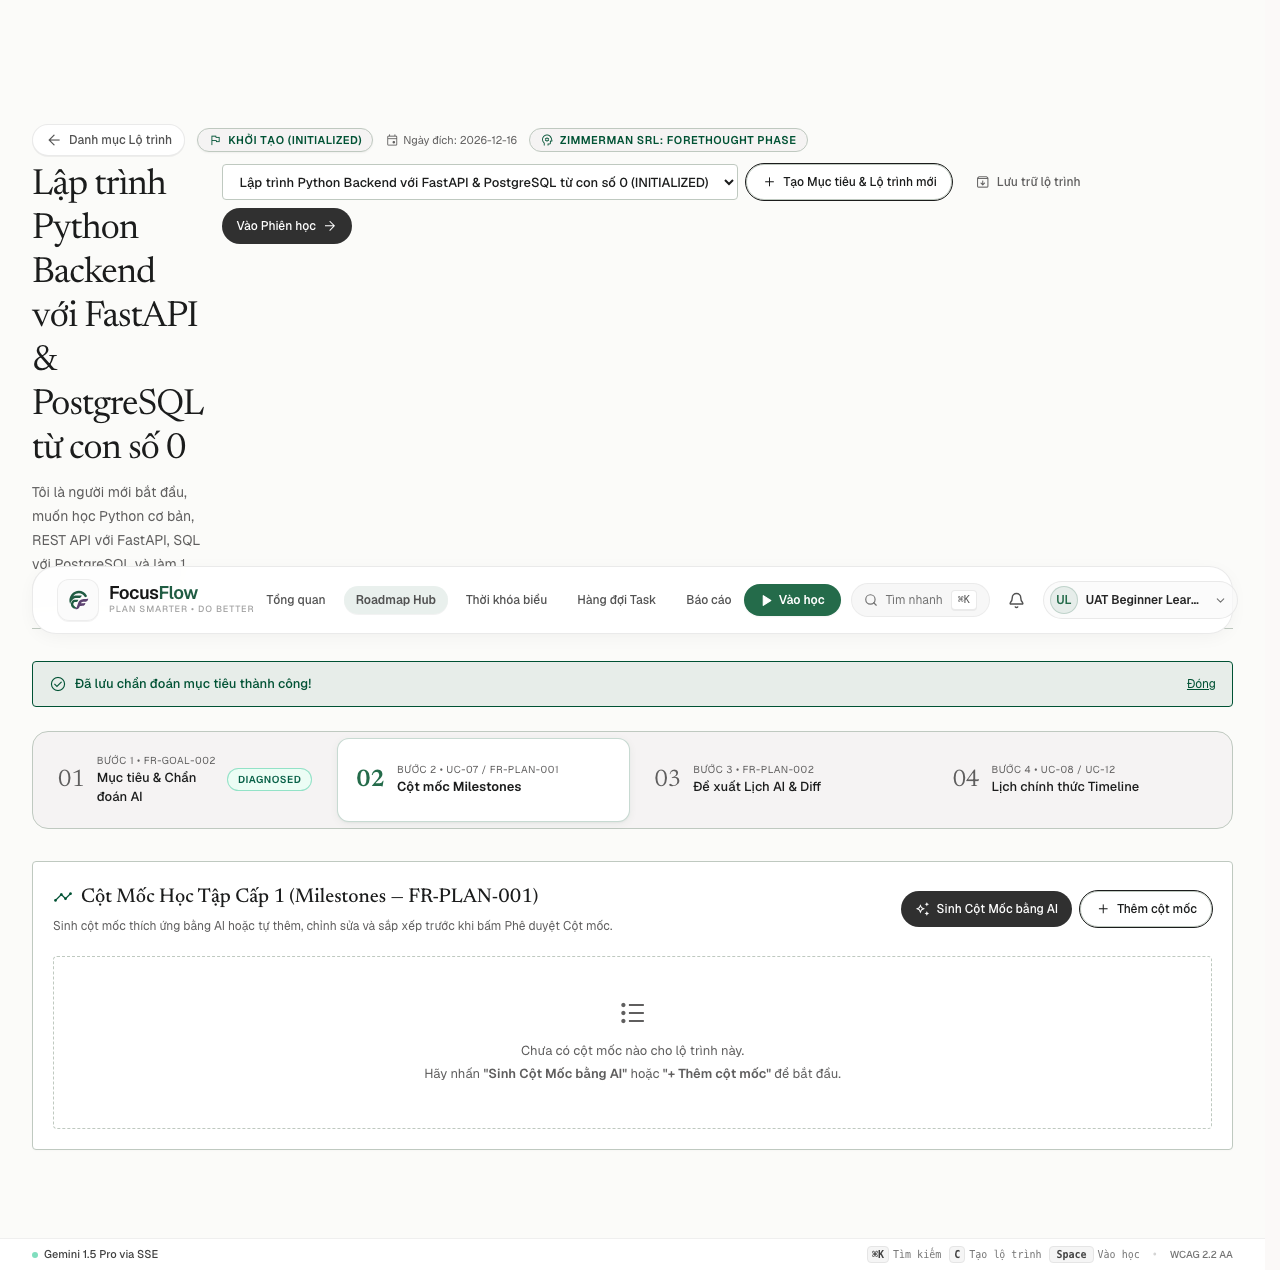 Danh mục Lộ trình
KHỞI TẠO (INITIALIZED)
Ngày đích: 2026-12-16
ZIMMERMAN SRL: FORETHOUGHT PHASE
Lập trình
Python
Backend
với FastAPI
&
PostgreSQL
từ con số 0
Lập trình Python Backend với FastAPI & PostgreSQL từ con số 0 (INITIALIZED)
Tạo Mục tiêu & Lộ trình mới
Lưu trữ lộ trình
Vào Phiên học
Tôi là người mới bắt đầu,
muốn học Python cơ bản,
REST API với FastAPI, SQL
với PostgreSQL và làm 1
FocusFlow
PLAN SMARTER • DO BETTER
Tổng quan
Roadmap Hub
Thời khóa biểu
Hàng đợi Task
Báo cáo
Vào học
Tìm nhanh
⌘K
UL
UAT Beginner Lear...
Đã lưu chẩn đoán mục tiêu thành công!
Đóng
01
BƯỚC 1 • FR-GOAL-002
Mục tiêu & Chẩn
đoán AI
DIAGNOSED
02
BƯỚC 2 • UC-07 / FR-PLAN-001
Cột mốc Milestones
03
BƯỚC 3 • FR-PLAN-002
Đề xuất Lịch AI & Diff
04
BƯỚC 4 • UC-08 / UC-12
Lịch chính thức Timeline
Cột Mốc Học Tập Cấp 1 (Milestones — FR-PLAN-001)
Sinh cột mốc thích ứng bằng AI hoặc tự thêm, chỉnh sửa và sắp xếp trước khi bấm Phê duyệt Cột mốc.
Sinh Cột Mốc bằng AI
Thêm cột mốc
Chưa có cột mốc nào cho lộ trình này.
Hãy nhấn "Sinh Cột Mốc bằng AI" hoặc "+ Thêm cột mốc" để bắt đầu.
Gemini 1.5 Pro via SSE
⌘K Tìm kiếm C Tạo lộ trình Space Vào học • WCAG 2.2 AA